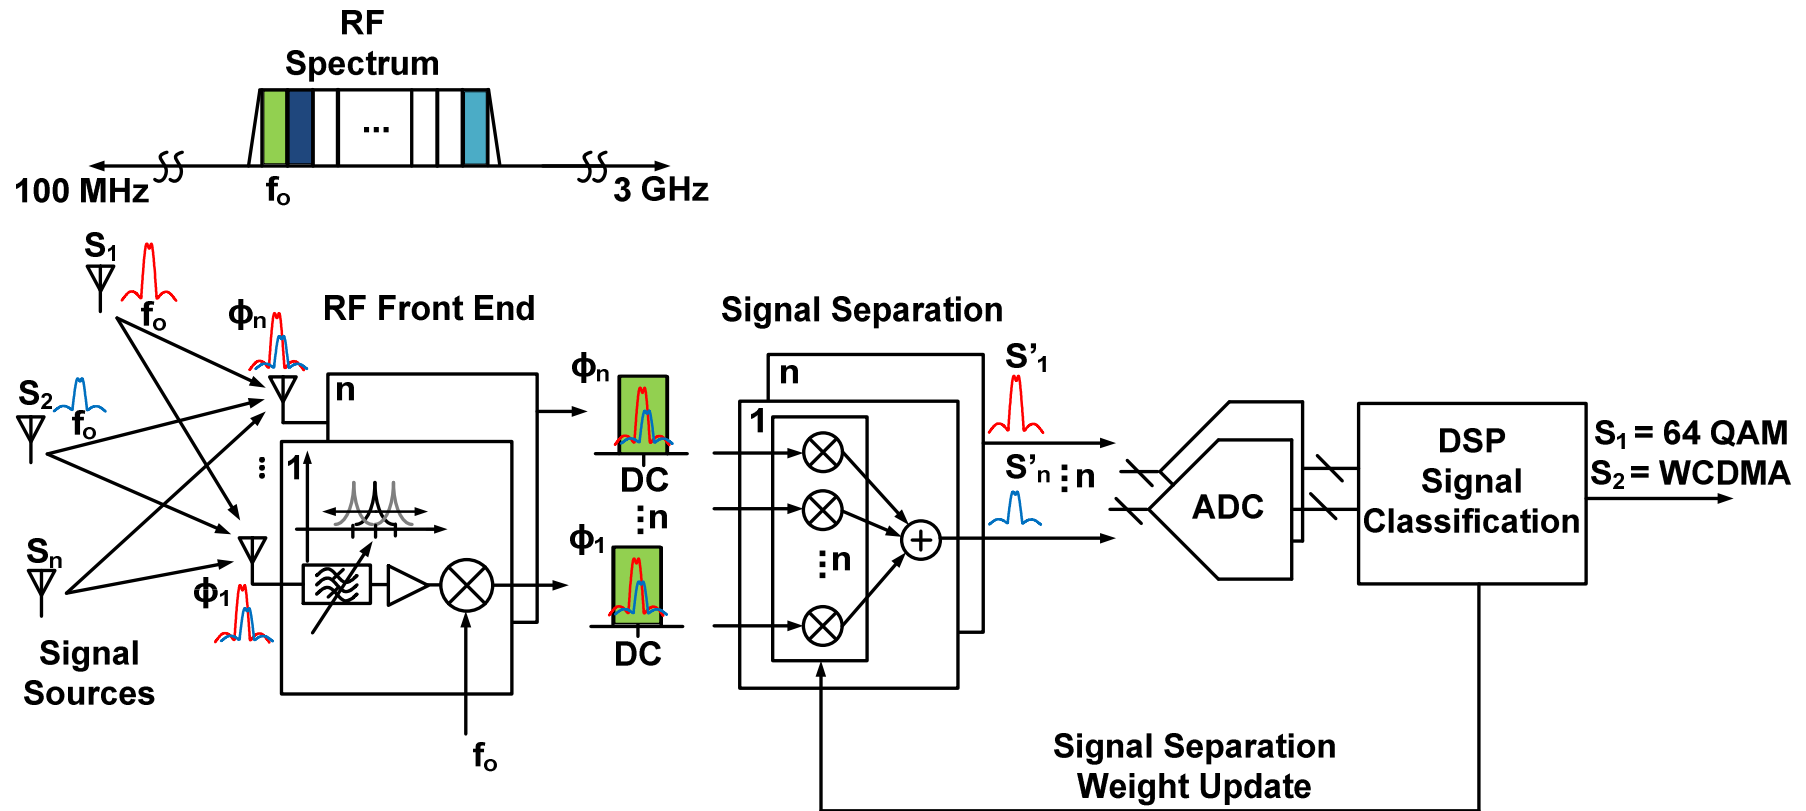 RF
Spectrum
...
100 MHz
fo
3 GHz
S1
fo
RF Front End
Signal Separation
ϕn
S2
fo
n
...
1
Sn
ϕ1
Signal
Sources
fo
ϕn
DC
...n
ϕ1
DC
n
1
...n
S’1
S’n
...n
ADC
DSP
Signal
Classification
S1 = 64 QAM
S2 = WCDMA
Signal Separation
Weight Update